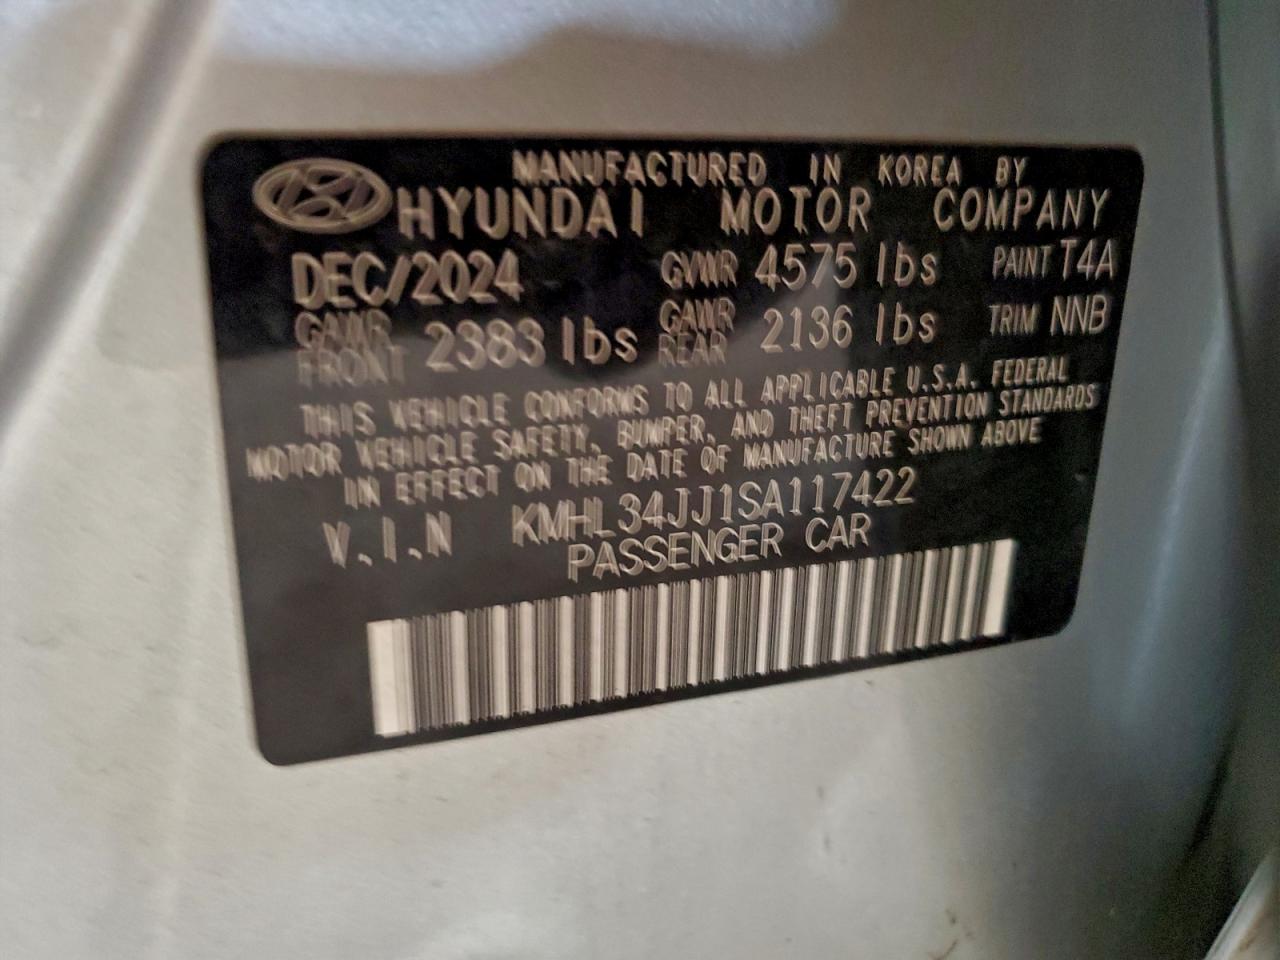 MANUFACTURED IN KOREA BY
HYUNDAI MOTOR COMPANY
DEC/2024 GVWR 4575 lbs PAINT T4A
GAWR FRONT 2383 lbs GAWR REAR 2136 lbs TRIM NNB
THIS VEHICLE CONFORMS TO ALL APPLICABLE U.S.A. FEDERAL
MOTOR VEHICLE SAFETY, BUMPER, AND THEFT PREVENTION STANDARDS
IN EFFECT ON THE DATE OF MANUFACTURE SHOWN ABOVE
V.I.N KMHL34JJ1SA117422
PASSENGER CAR